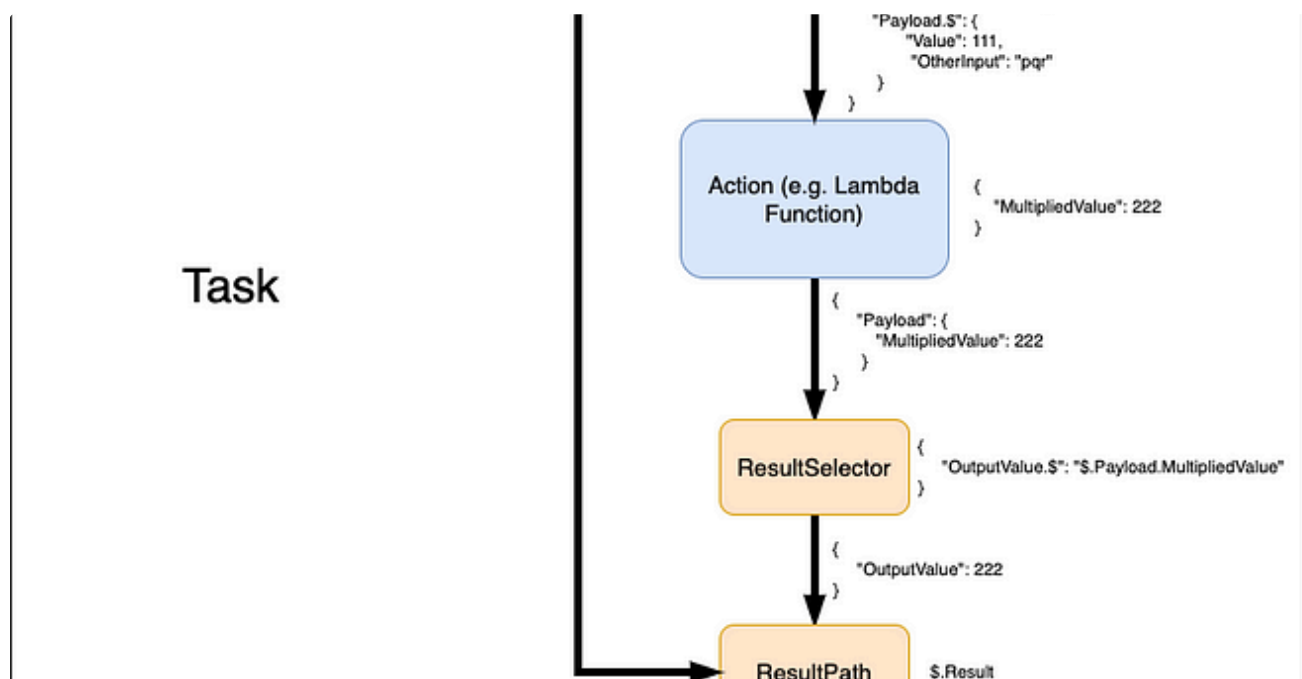 "Payload.$": {
"Value": 111,
"OtherInput": "pqr"
}
}
Action (e.g. Lambda
Function)
{
"MultipliedValue": 222
}
Task
{
"Payload": {
"MultipliedValue": 222
}
}
ResultSelector
{
"OutputValue.$": "$.Payload.MultipliedValue"
}
{
"OutputValue": 222
}
ResultPath
$.Result